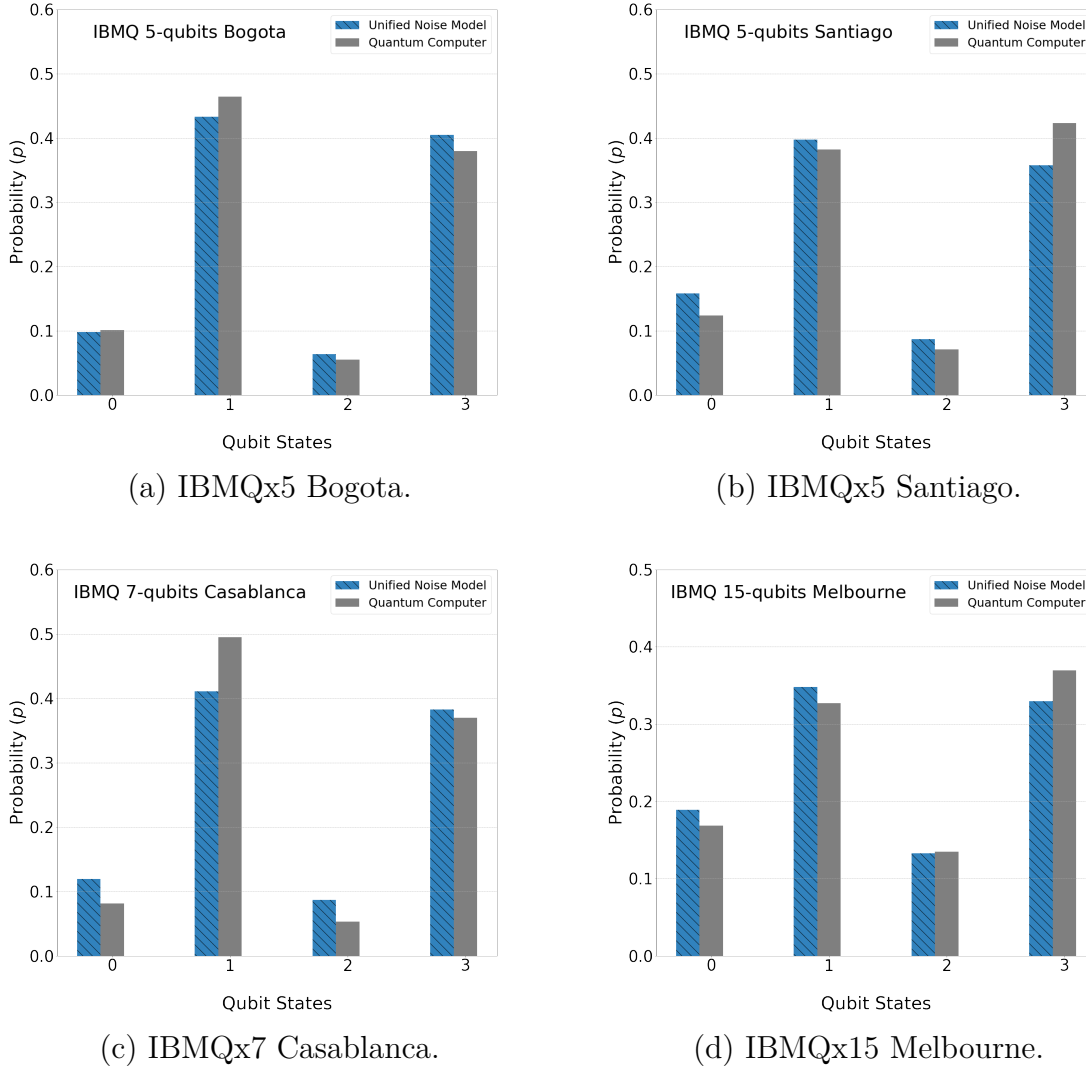 IBMQ 5-qubits Bogota
Unified Noise Model
Quantum Computer
Probability (p)
0.6
0.5
0.4
0.3
0.2
0.1
0.0
0 1 2 3
Qubit States
(a) IBMQx5 Bogota.
IBMQ 5-qubits Santiago
Unified Noise Model
Quantum Computer
Probability (p)
0.6
0.5
0.4
0.3
0.2
0.1
0.0
0 1 2 3
Qubit States
(b) IBMQx5 Santiago.
IBMQ 7-qubits Casablanca
Unified Noise Model
Quantum Computer
Probability (p)
0.6
0.5
0.4
0.3
0.2
0.1
0.0
0 1 2 3
Qubit States
(c) IBMQx7 Casablanca.
IBMQ 15-qubits Melbourne
Unified Noise Model
Quantum Computer
Probability (p)
0.5
0.4
0.3
0.2
0.1
0.0
0 1 2 3
Qubit States
(d) IBMQx15 Melbourne.